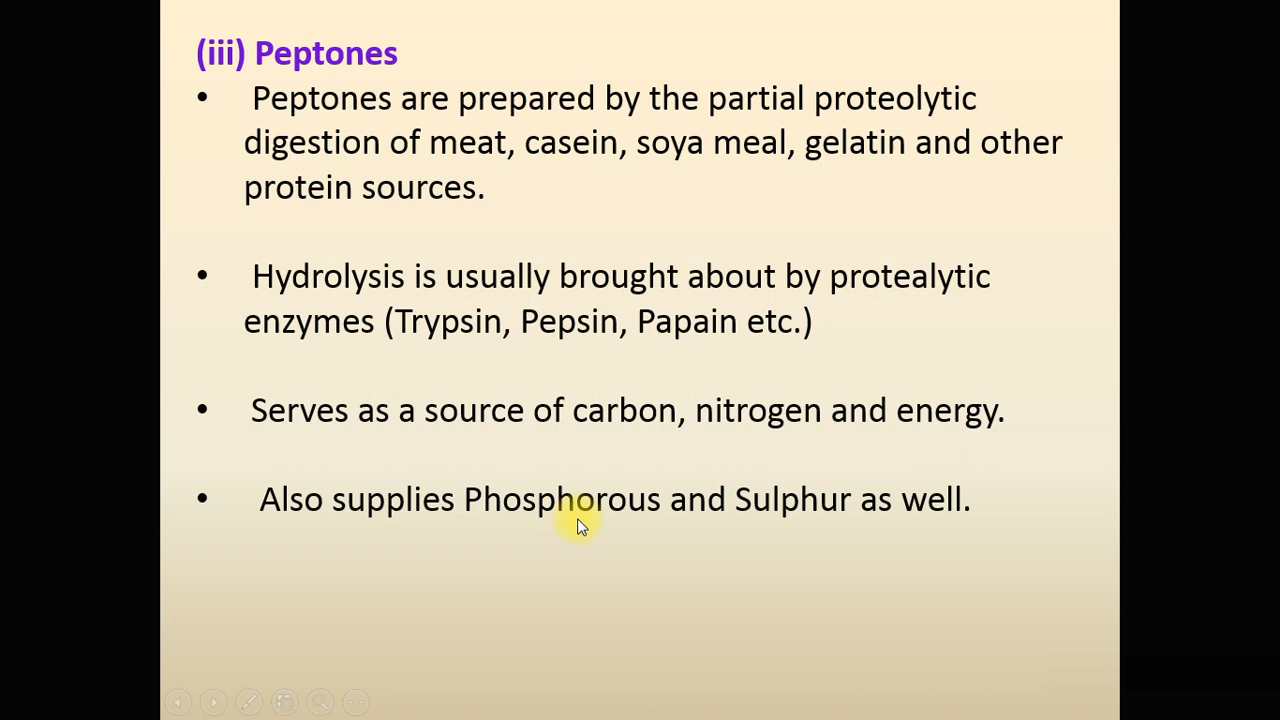 (iii) Peptones
• Peptones are prepared by the partial proteolytic
digestion of meat, casein, soya meal, gelatin and other
protein sources.
• Hydrolysis is usually brought about by protealytic
enzymes (Trypsin, Pepsin, Papain etc.)
• Serves as a source of carbon, nitrogen and energy.
• Also supplies Phosphorous and Sulphur as well.